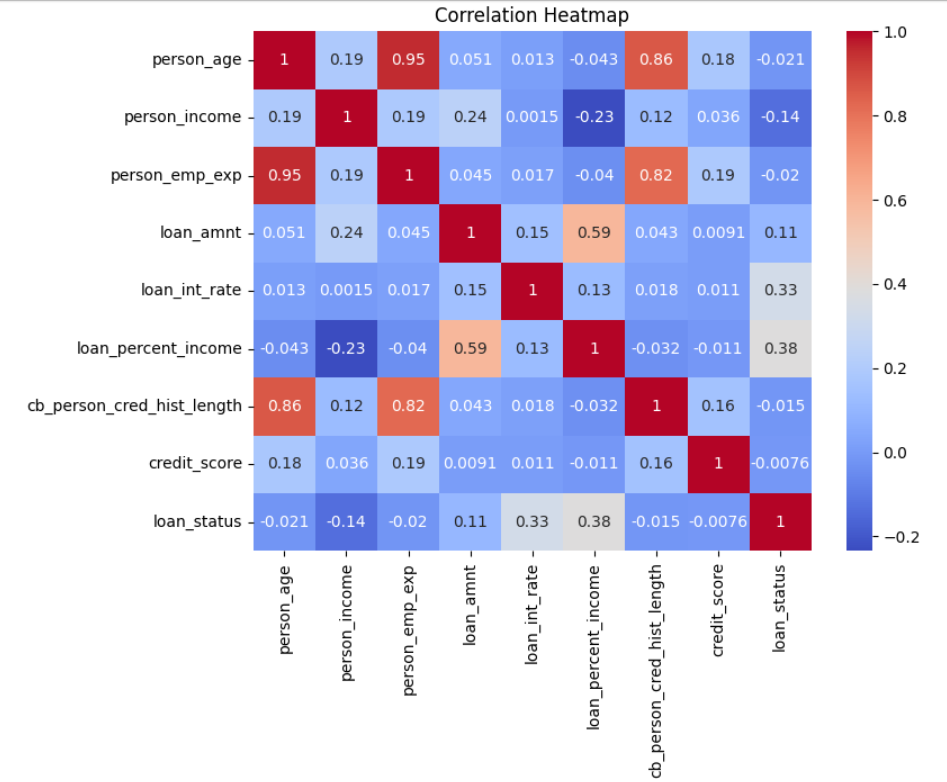 Correlation Heatmap
person_age 1 0.19 0.95 0.051 0.013 -0.043 0.86 0.18 -0.021
person_income 0.19 1 0.19 0.24 0.0015 -0.23 0.12 0.036 -0.14
person_emp_exp 0.95 0.19 1 0.045 0.017 -0.04 0.82 0.19 -0.02
loan_amnt 0.051 0.24 0.045 1 0.15 0.59 0.043 0.0091 0.11
loan_int_rate 0.013 0.0015 0.017 0.15 1 0.13 0.018 0.011 0.33
loan_percent_income -0.043 -0.23 -0.04 0.59 0.13 1 -0.032 -0.011 0.38
cb_person_cred_hist_length 0.86 0.12 0.82 0.043 0.018 -0.032 1 0.16 -0.015
credit_score 0.18 0.036 0.19 0.0091 0.011 -0.011 0.16 1 -0.0076
loan_status -0.021 -0.14 -0.02 0.11 0.33 0.38 -0.015 -0.0076 1
person_age
person_income
person_emp_exp
loan_amnt
loan_int_rate
loan_percent_income
cb_person_cred_hist_length
credit_score
loan_status
1.0
0.8
0.6
0.4
0.2
0.0
−0.2